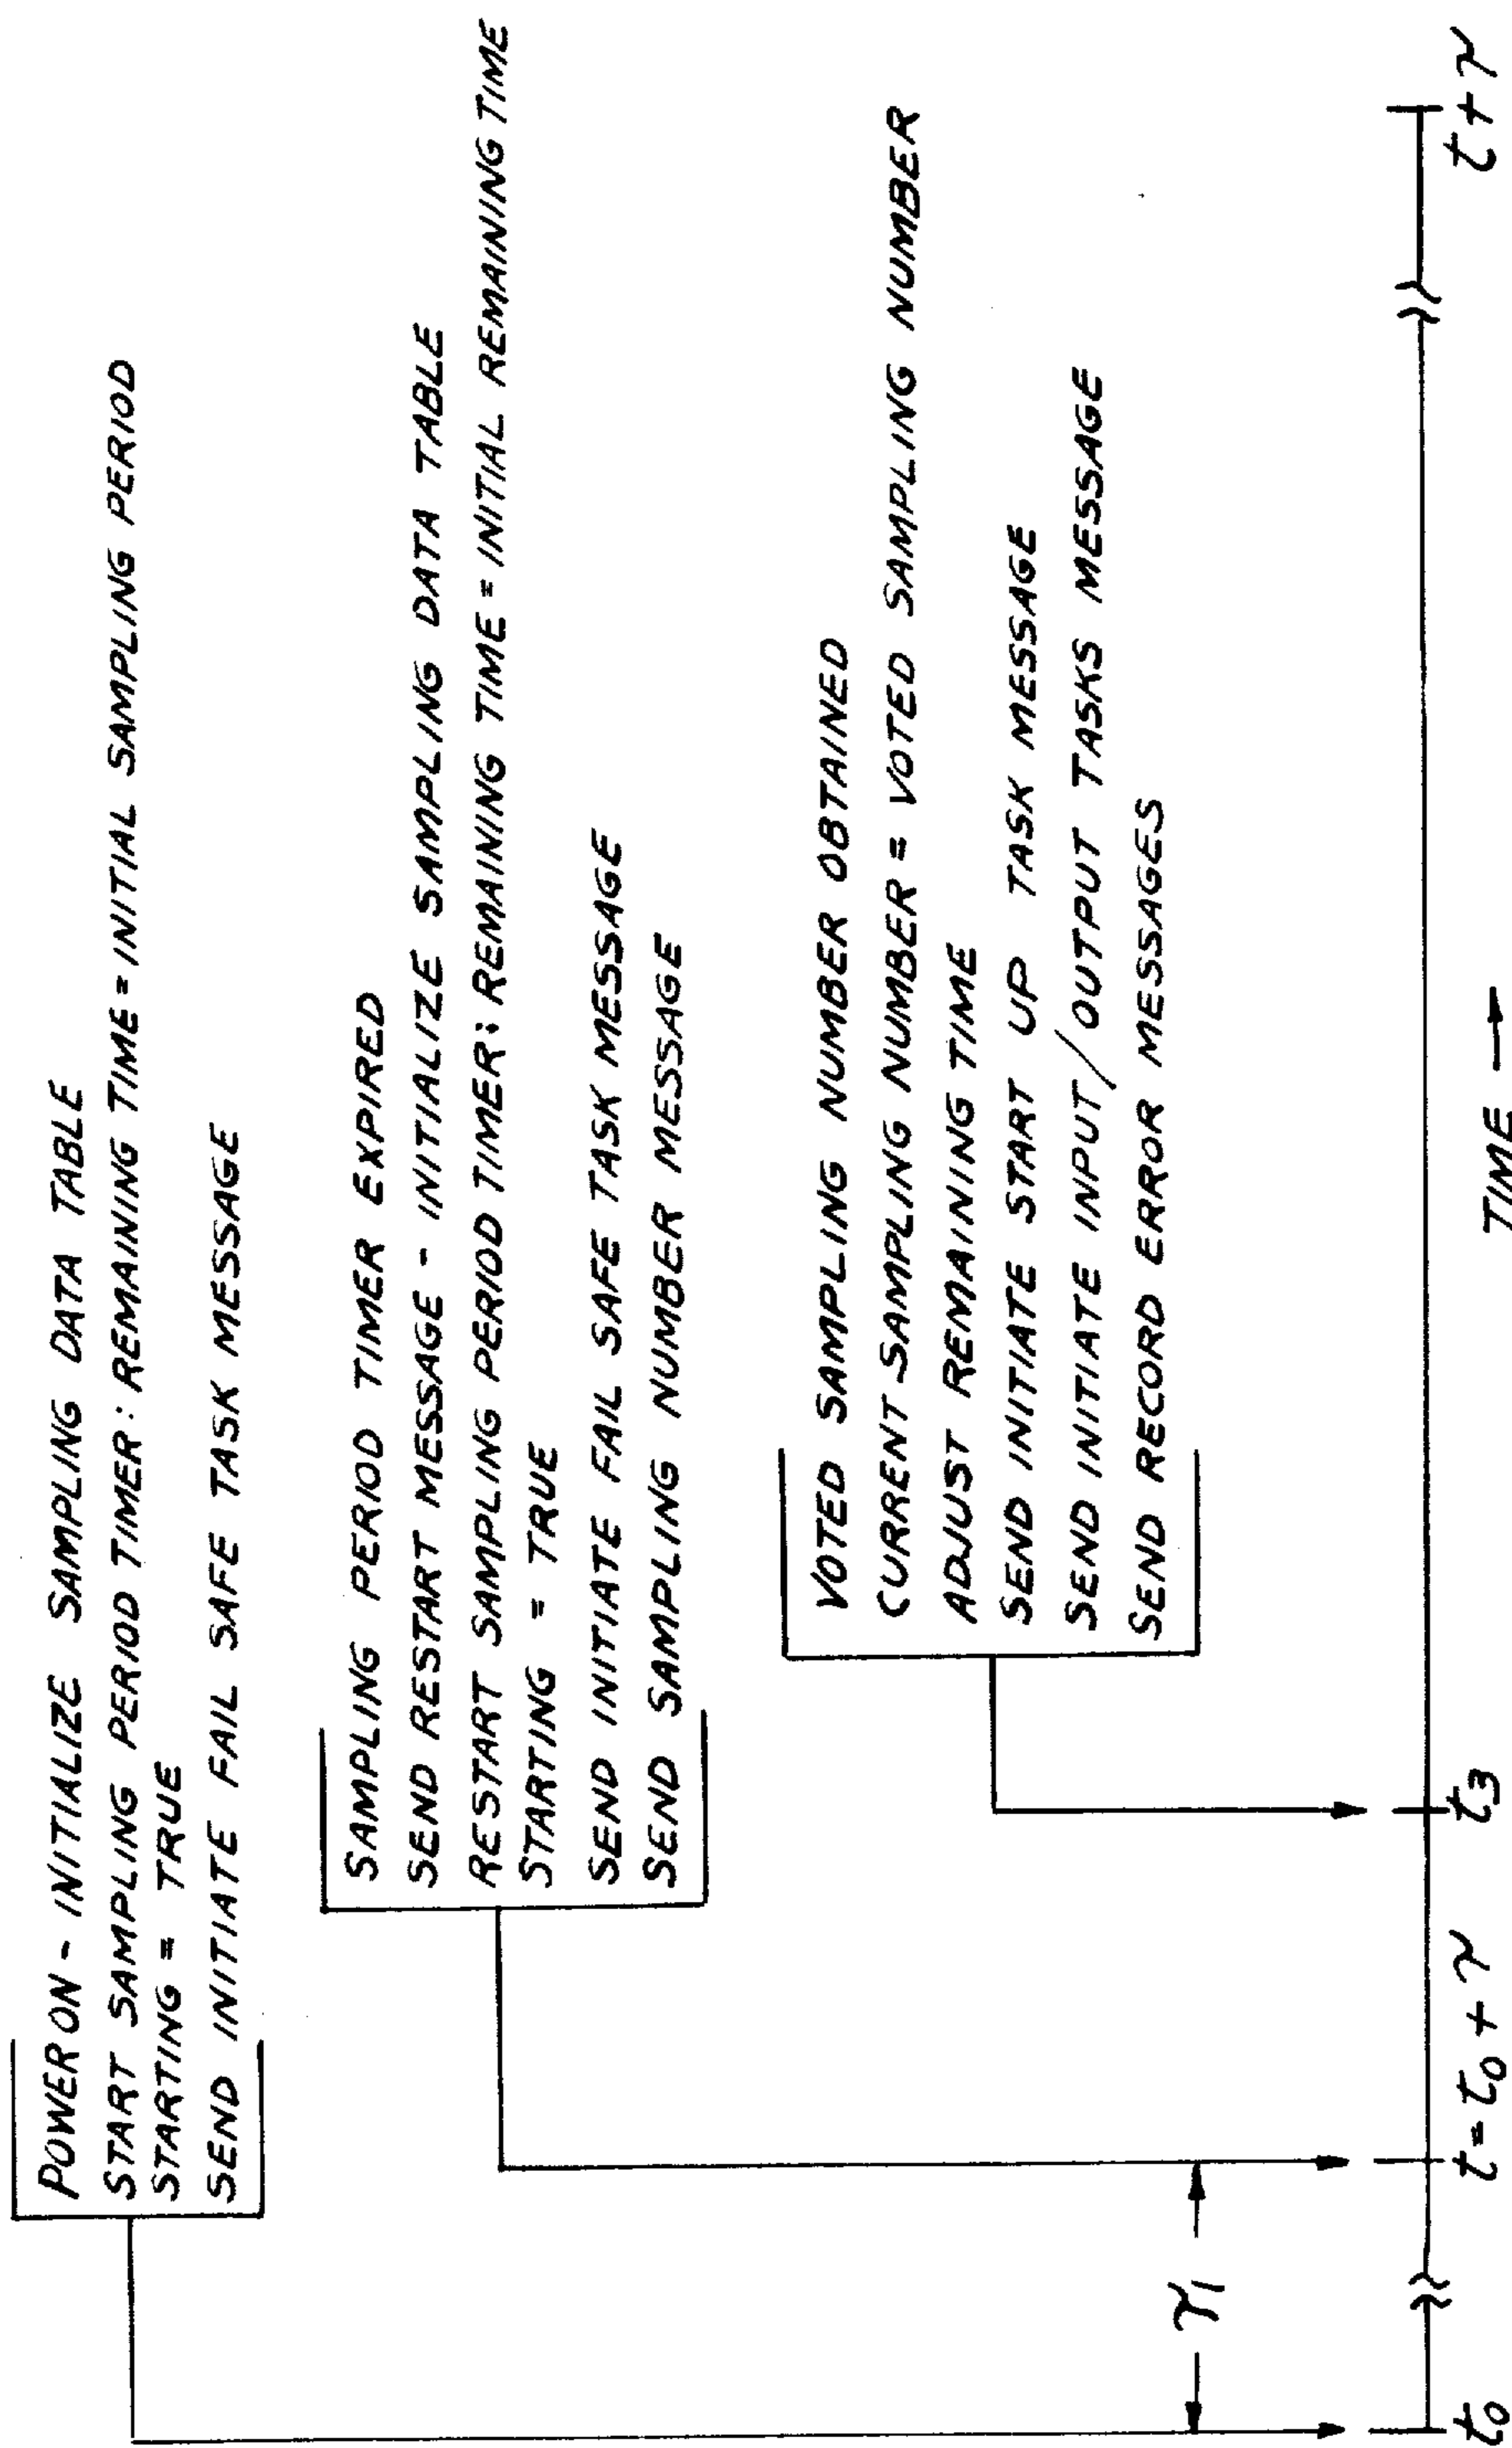 POWER ON - INITIALIZE SAMPLING DATA TABLE
START SAMPLING PERIOD TIMER: REMAINING TIME = INITIAL SAMPLING PERIOD
STARTING = TRUE
SEND INITIATE FAIL SAFE TASK MESSAGE
SAMPLING PERIOD TIMER EXPIRED
SEND RESTART MESSAGE - INITIALIZE SAMPLING DATA TABLE
RESTART SAMPLING PERIOD TIMER: REMAINING TIME = INITIAL REMAINING TIME
STARTING = TRUE
SEND INITIATE FAIL SAFE TASK MESSAGE
SEND SAMPLING NUMBER MESSAGE
VOTED SAMPLING NUMBER OBTAINED
CURRENT SAMPLING NUMBER = VOTED SAMPLING NUMBER
ADJUST REMAINING TIME
SEND INITIATE START UP TASK MESSAGE
SEND INITIATE INPUT/OUTPUT TASKS MESSAGE
SEND RECORD ERROR MESSAGES
τ₁
t₀
t = t₀ + τ
t₃
t + τ
TIME →